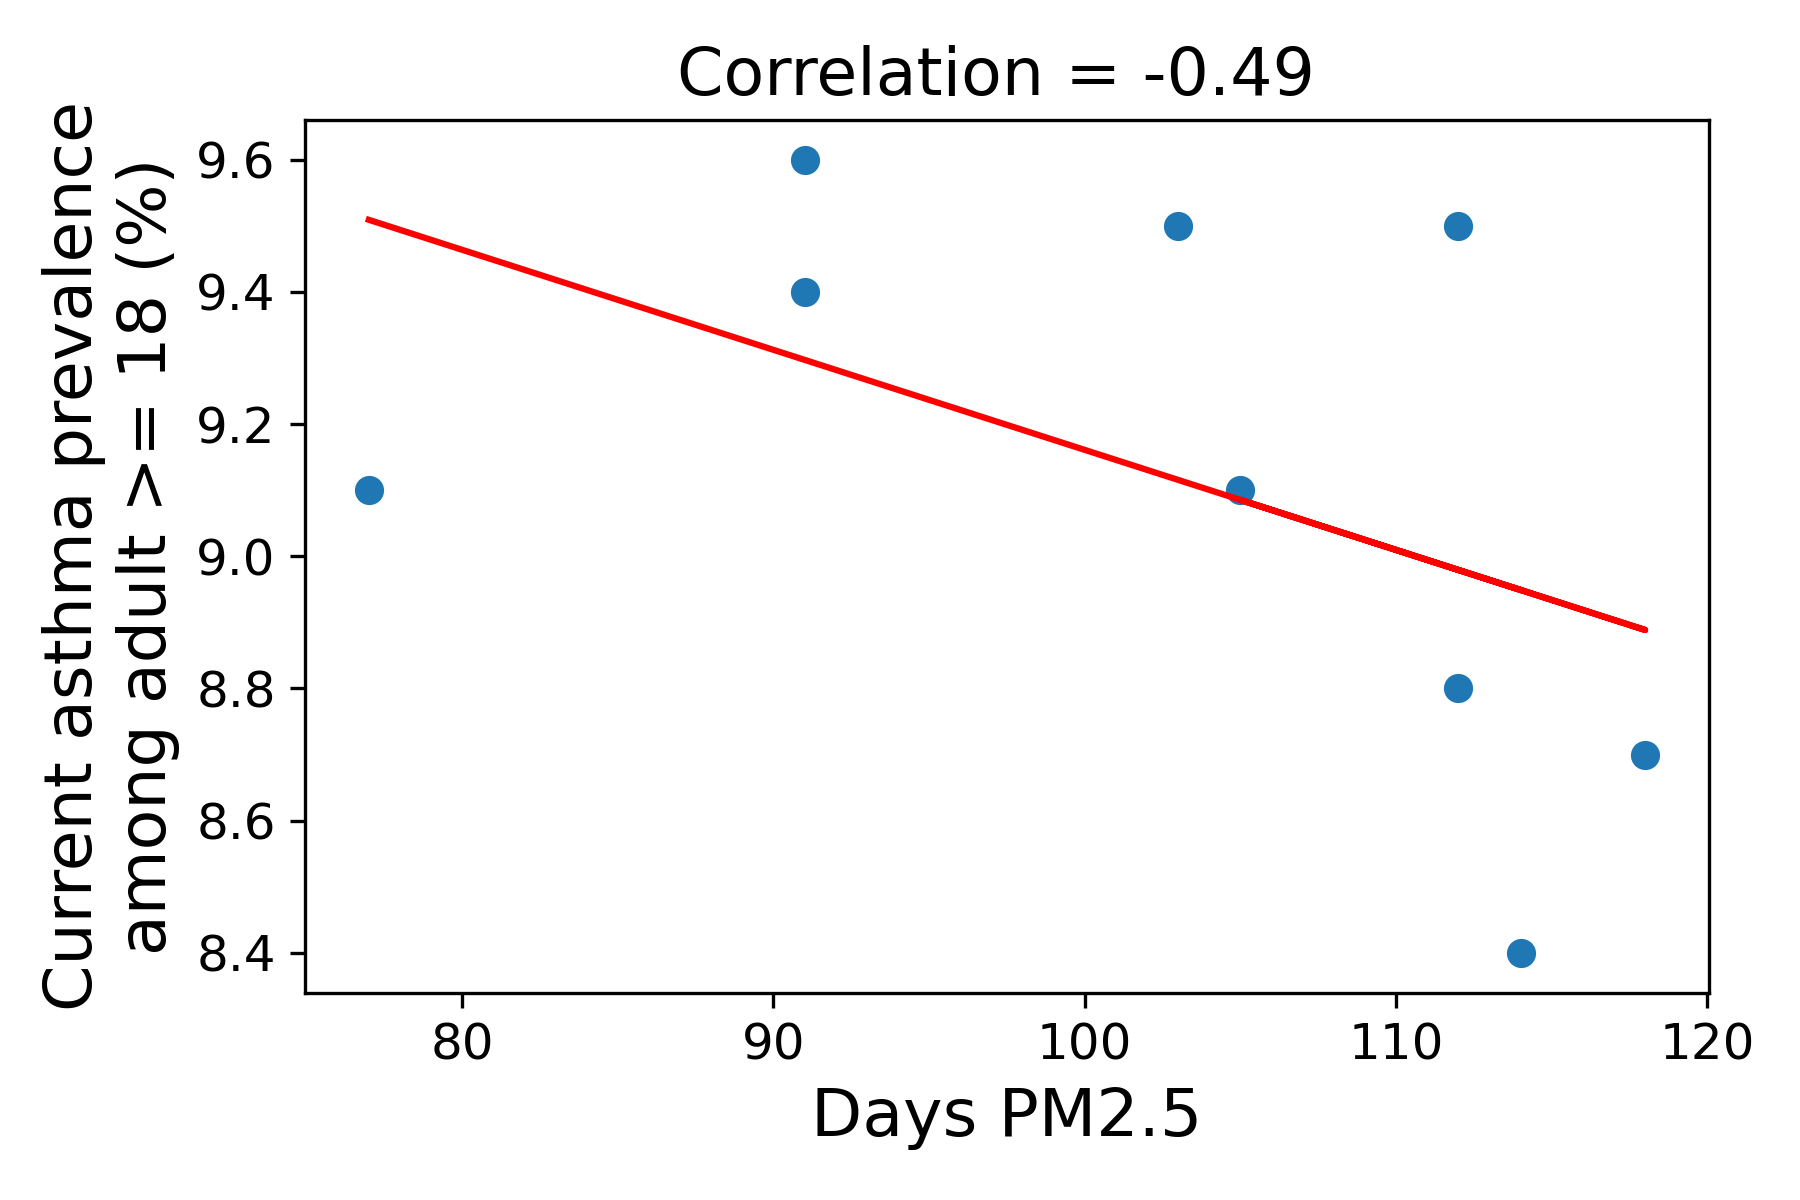 Correlation = -0.49
Current asthma prevalence
among adult >= 18 (%)
9.6
9.4
9.2
9.0
8.8
8.6
8.4
80 90 100 110 120
Days PM2.5